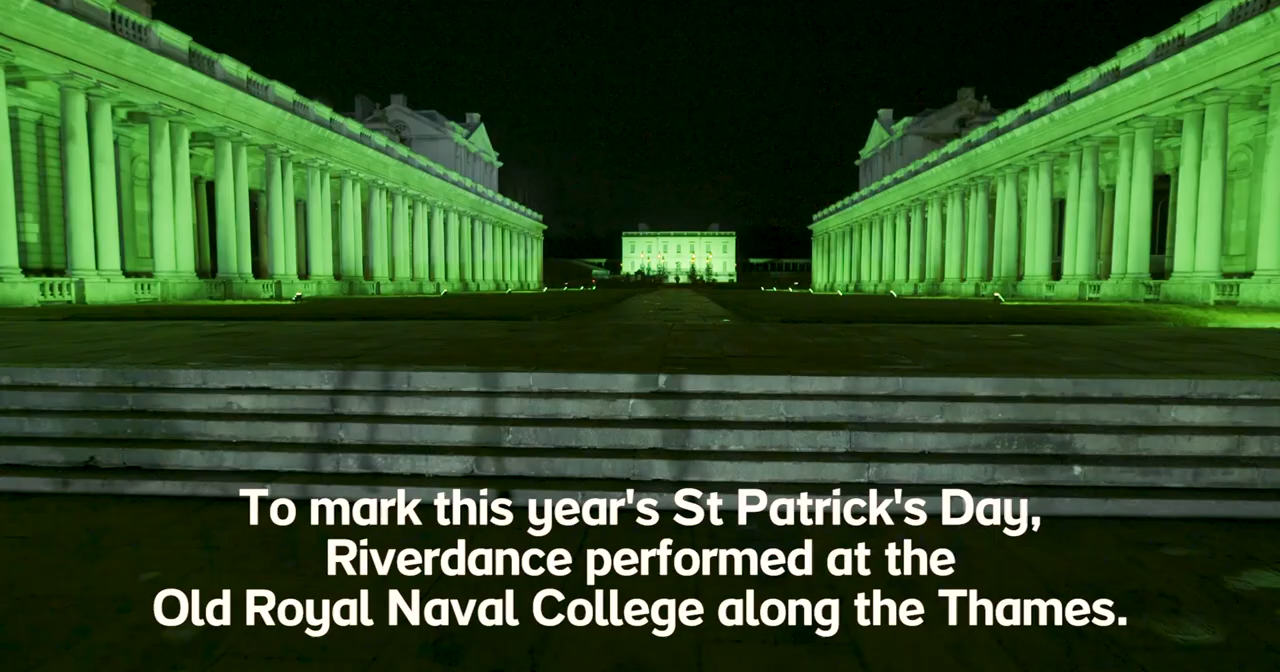 To mark this year's St Patrick's Day,
Riverdance performed at the
Old Royal Naval College along the Thames.